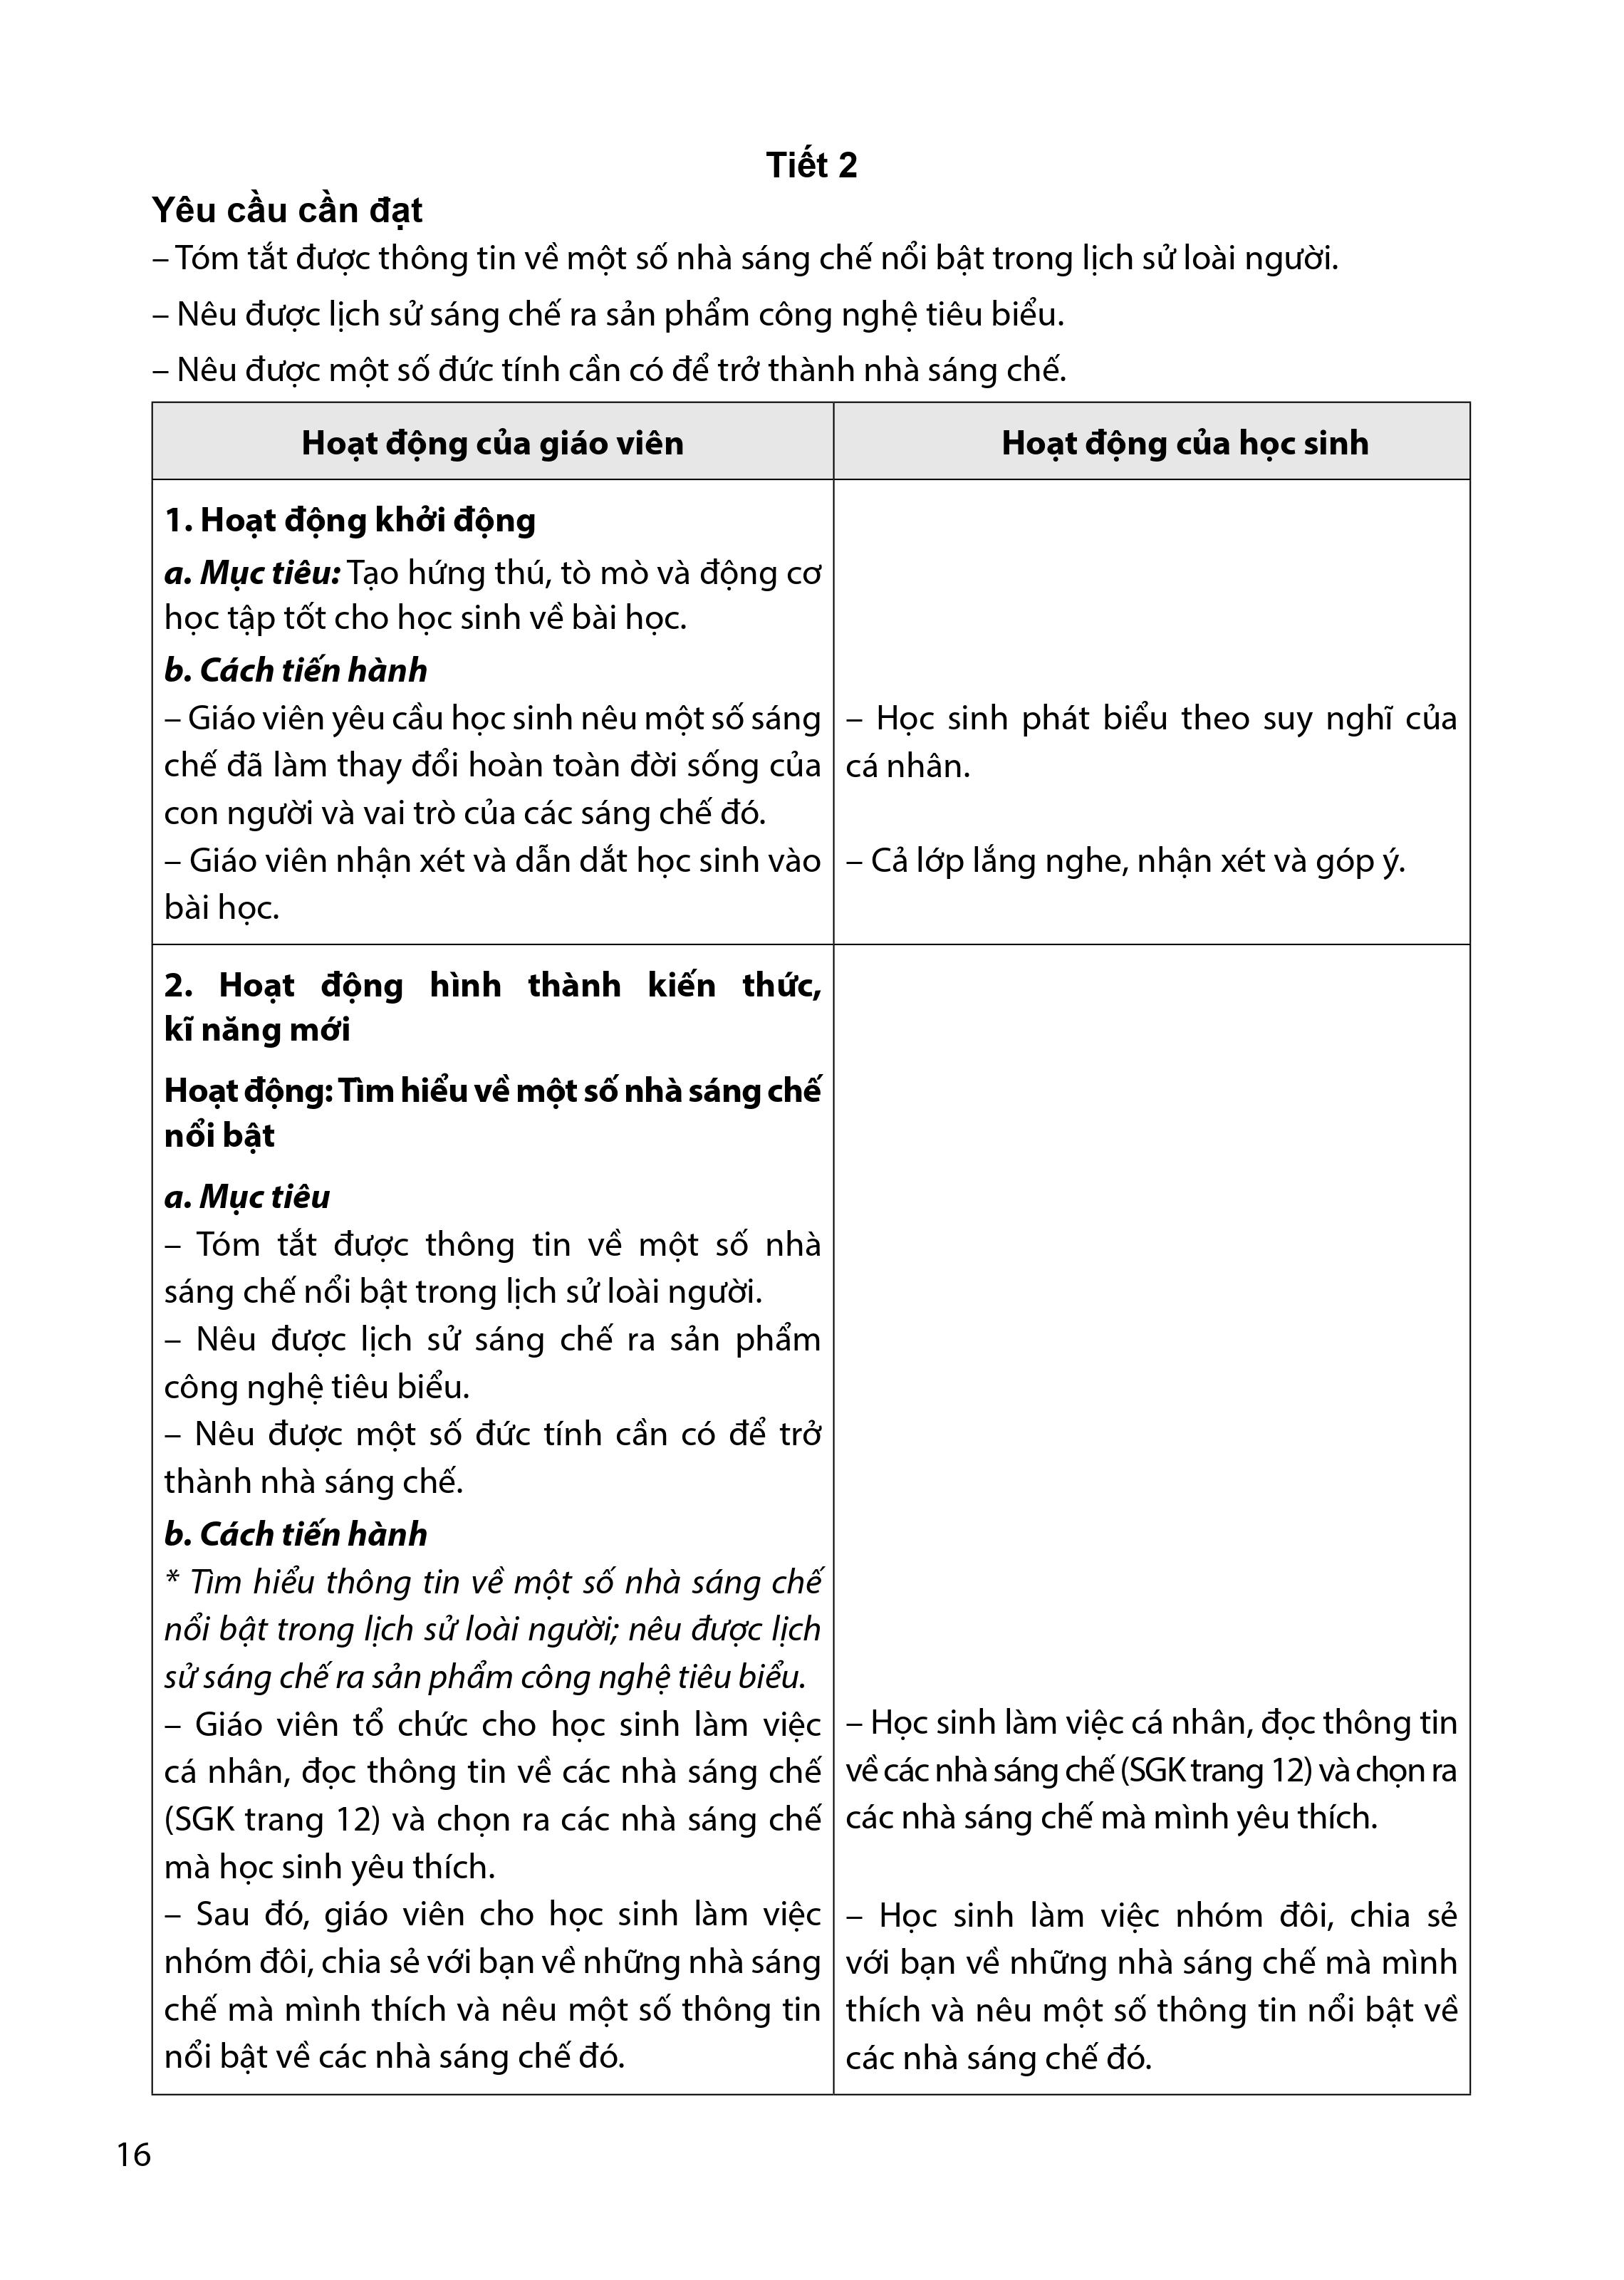 Tiết 2
Yêu cầu cần đạt
– Tóm tắt được thông tin về một số nhà sáng chế nổi bật trong lịch sử loài người.
– Nêu được lịch sử sáng chế ra sản phẩm công nghệ tiêu biểu.
– Nêu được một số đức tính cần có để trở thành nhà sáng chế.
Hoạt động của giáo viên
Hoạt động của học sinh
1. Hoạt động khởi động
a. Mục tiêu: Tạo hứng thú, tò mò và động cơ
học tập tốt cho học sinh về bài học.
b. Cách tiến hành
– Giáo viên yêu cầu học sinh nêu một số sáng
chế đã làm thay đổi hoàn toàn đời sống của
con người và vai trò của các sáng chế đó.
– Giáo viên nhận xét và dẫn dắt học sinh vào
bài học.
– Học sinh phát biểu theo suy nghĩ của
cá nhân.
– Cả lớp lắng nghe, nhận xét và góp ý.
2. Hoạt động hình thành kiến thức,
kĩ năng mới
Hoạt động: Tìm hiểu về một số nhà sáng chế
nổi bật
a. Mục tiêu
– Tóm tắt được thông tin về một số nhà
sáng chế nổi bật trong lịch sử loài người.
– Nêu được lịch sử sáng chế ra sản phẩm
công nghệ tiêu biểu.
– Nêu được một số đức tính cần có để trở
thành nhà sáng chế.
b. Cách tiến hành
* Tìm hiểu thông tin về một số nhà sáng chế
nổi bật trong lịch sử loài người; nêu được lịch
sử sáng chế ra sản phẩm công nghệ tiêu biểu.
– Giáo viên tổ chức cho học sinh làm việc
cá nhân, đọc thông tin về các nhà sáng chế
(SGK trang 12) và chọn ra các nhà sáng chế
mà học sinh yêu thích.
– Sau đó, giáo viên cho học sinh làm việc
nhóm đôi, chia sẻ với bạn về những nhà sáng
chế mà mình thích và nêu một số thông tin
nổi bật về các nhà sáng chế đó.
– Học sinh làm việc cá nhân, đọc thông tin
về các nhà sáng chế (SGK trang 12) và chọn ra
các nhà sáng chế mà mình yêu thích.
– Học sinh làm việc nhóm đôi, chia sẻ
với bạn về những nhà sáng chế mà mình
thích và nêu một số thông tin nổi bật về
các nhà sáng chế đó.
16